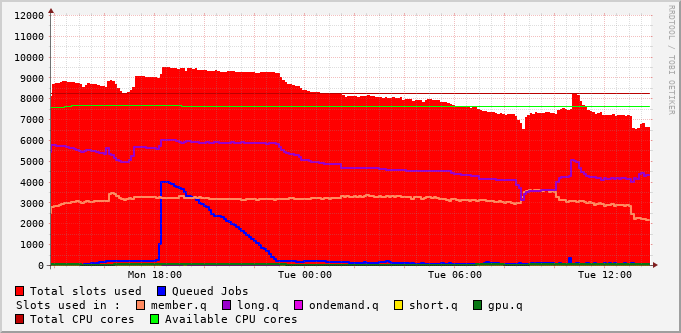 RRDTOOL / TOBI OETIKER
12000
11000
10000
9000
8000
7000
6000
5000
4000
3000
2000
1000
0
Mon 18:00 Tue 00:00 Tue 06:00 Tue 12:00
Total slots used Queued Jobs
Slots used in : member.q long.q ondemand.q short.q gpu.q
Total CPU cores Available CPU cores